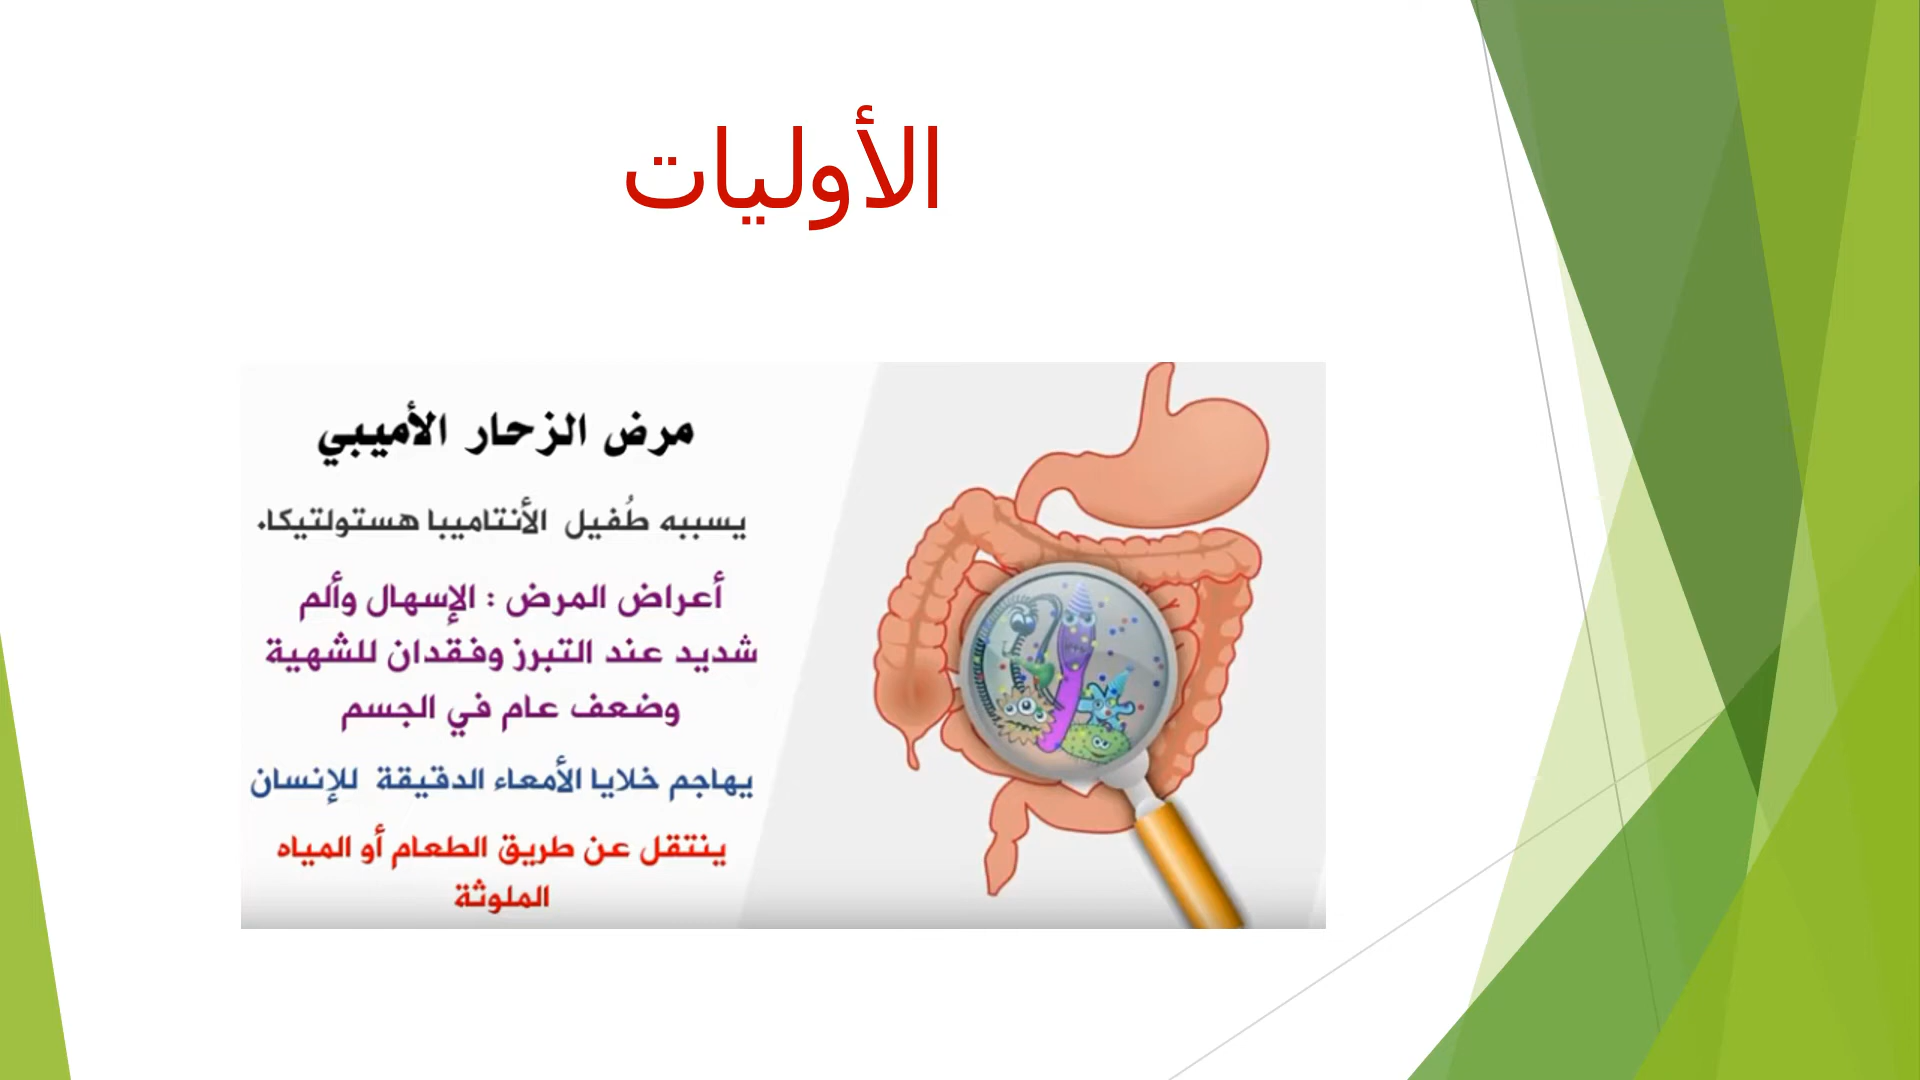 الأوليات
مرض الزحار الأميبي
يسببه طُفيل الأنتاميبا هستولتيكا.
أعراض المرض : الإسهال وألم
شديد عند التبرز وفقدان للشهية
وضعف عام في الجسم
يهاجم خلايا الأمعاء الدقيقة للإنسان
ينتقل عن طريق الطعام أو المياه
الملوثة